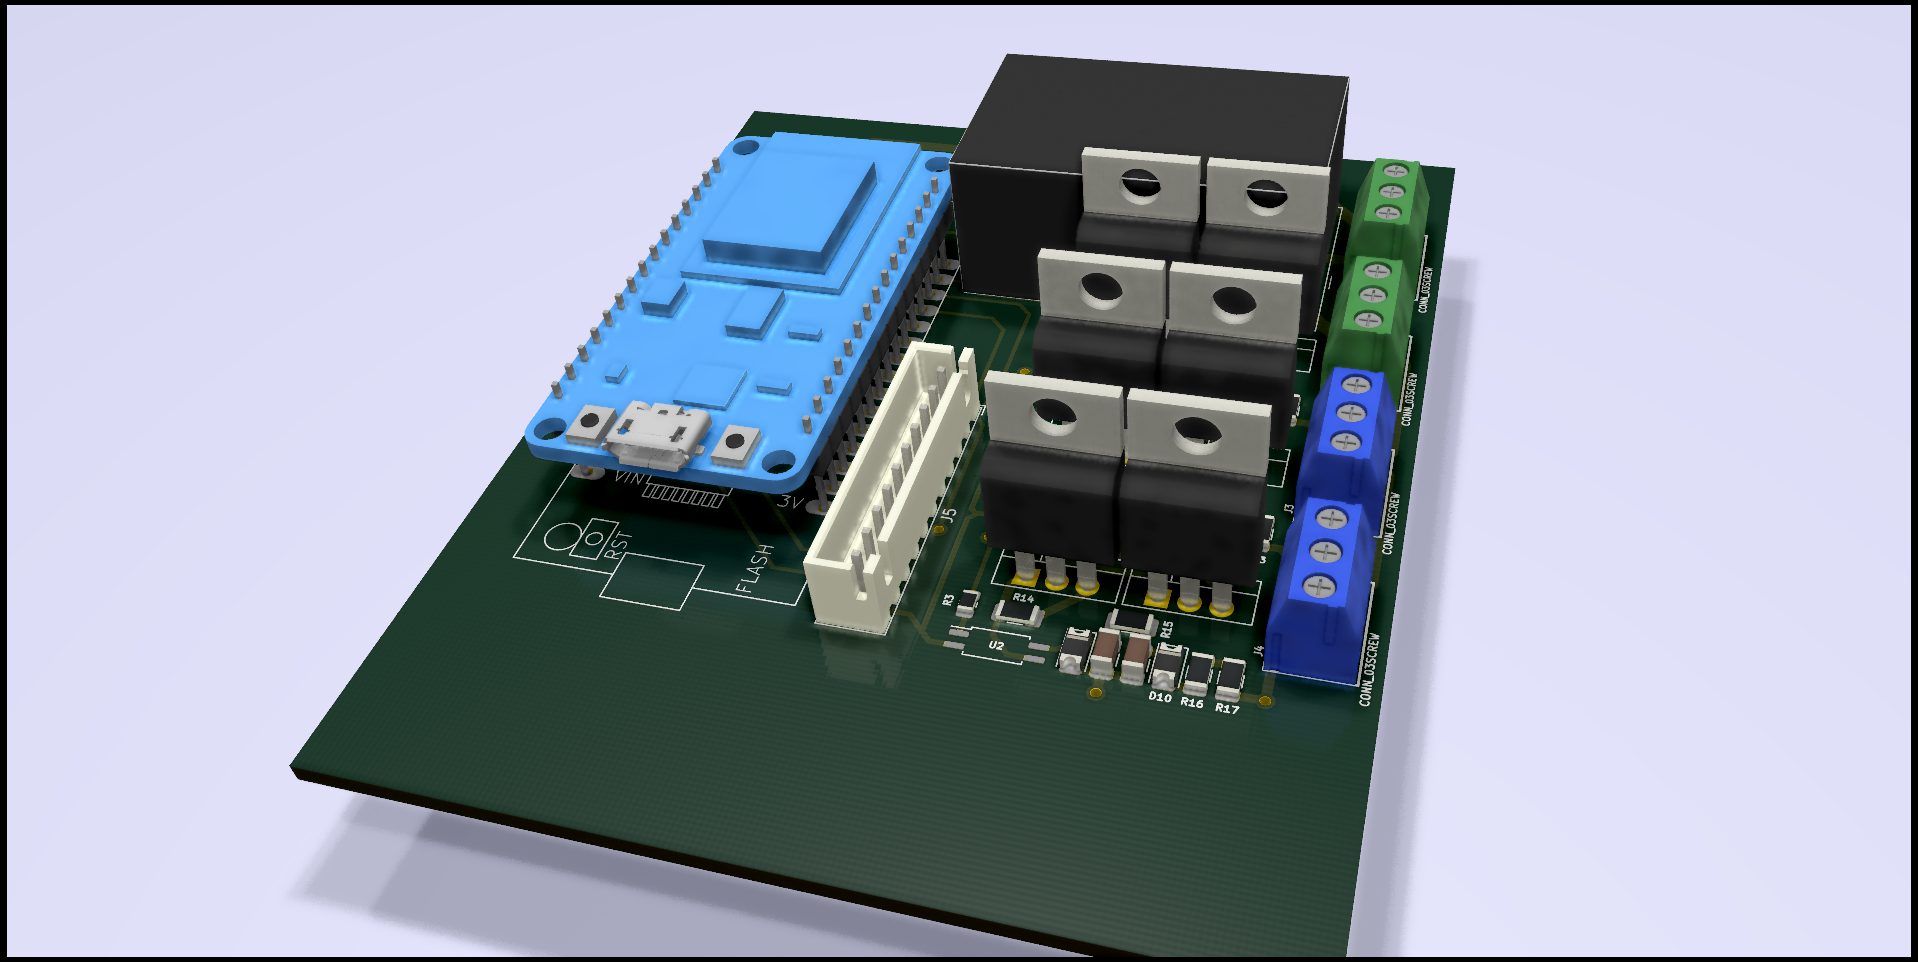 CONN_03SCREW
CONN_03SCREW
CONN_03SCREW
J3
CONN_03SCREW
J4
VIN
3V
RST
FLASH
J5
R3
R14
R15
U2
D10
R16
R17